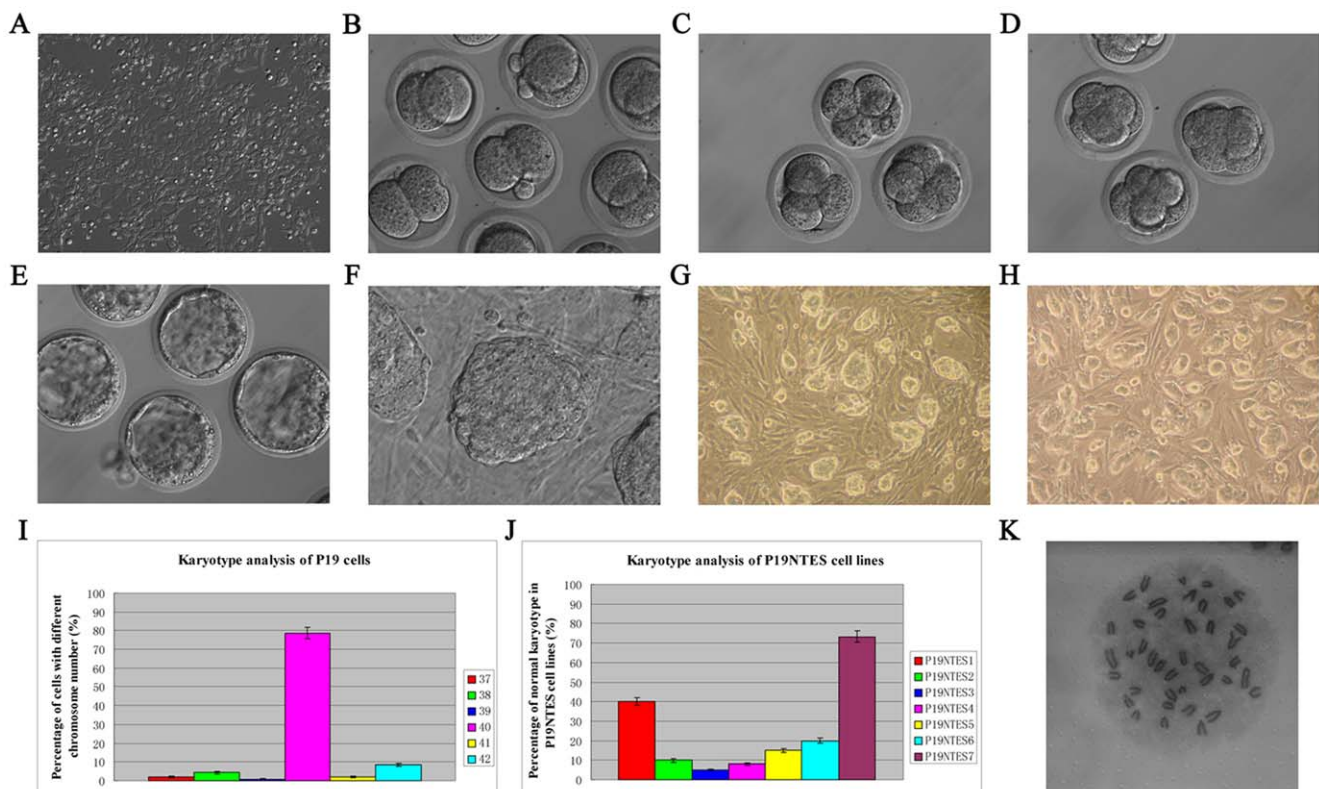 A
B
C
D
E
F
G
H
I
Karyotype analysis of P19 cells
Percentage of cells with different
chromosome number (%)
100
90
80
70
60
50
40
30
20
10
0
37
38
39
40
41
42
J
Karyotype analysis of P19NTES cell lines
Percentage of normal karyotype in
P19NTES cell lines (%)
100
90
80
70
60
50
40
30
20
10
0
P19NTES1
P19NTES2
P19NTES3
P19NTES4
P19NTES5
P19NTES6
P19NTES7
K